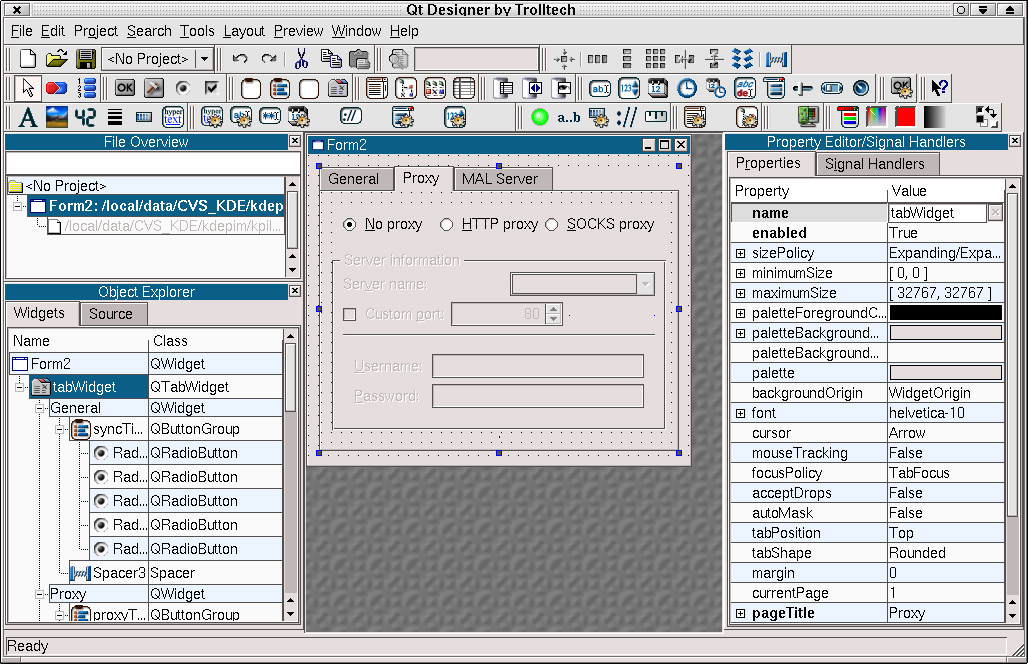 Qt Designer by Trolltech
File Edit Project Search Tools Layout Preview Window Help
<No Project>
File Overview
<No Project>
Form2: /local/data/CVS_KDE/kdep
/local/data/CVS_KDE/kdepim/kpil...
Object Explorer
Widgets Source
Name Class
Form2 QWidget
tabWidget QTabWidget
General QWidget
syncTi... QButtonGroup
Rad... QRadioButton
Rad... QRadioButton
Rad... QRadioButton
Rad... QRadioButton
Rad... QRadioButton
Spacer3 Spacer
Proxy QWidget
proxyT... QButtonGroup
Form2
General Proxy MAL Server
No proxy HTTP proxy SOCKS proxy
Server information
Server name:
Custom port: 80
Username:
Password:
Property Editor/Signal Handlers
Properties Signal Handlers
Property Value
name tabWidget
enabled True
sizePolicy Expanding/Expa...
minimumSize [ 0, 0 ]
maximumSize [ 32767, 32767 ]
paletteForegroundC...
paletteBackground...
paletteBackground...
palette
backgroundOrigin WidgetOrigin
font helvetica-10
cursor Arrow
mouseTracking False
focusPolicy TabFocus
acceptDrops False
autoMask False
tabPosition Top
tabShape Rounded
margin 0
currentPage 1
pageTitle Proxy
Ready